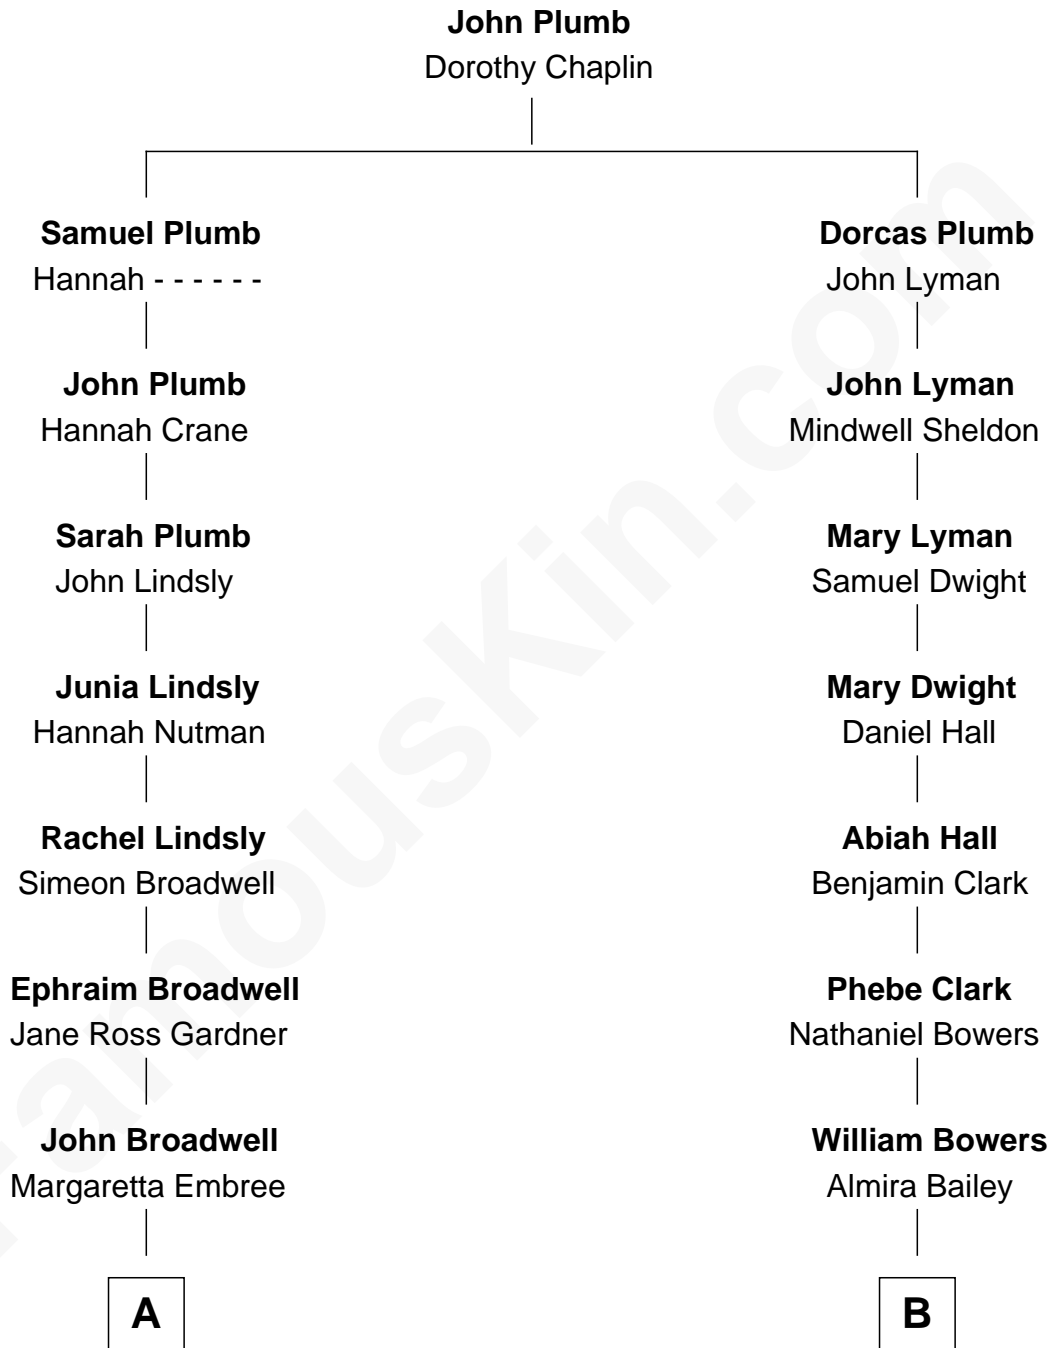 John Plumb
Dorothy Chaplin
Samuel Plumb
Hannah - - - - - -
Dorcas Plumb
John Lyman
John Plumb
Hannah Crane
John Lyman
Mindwell Sheldon
Sarah Plumb
John Lindsly
Mary Lyman
Samuel Dwight
Junia Lindsly
Hannah Nutman
Mary Dwight
Daniel Hall
Rachel Lindsly
Simeon Broadwell
Abiah Hall
Benjamin Clark
Ephraim Broadwell
Jane Ross Gardner
Phebe Clark
Nathaniel Bowers
John Broadwell
Margaretta Embree
William Bowers
Almira Bailey
A
B
FamousKin.com